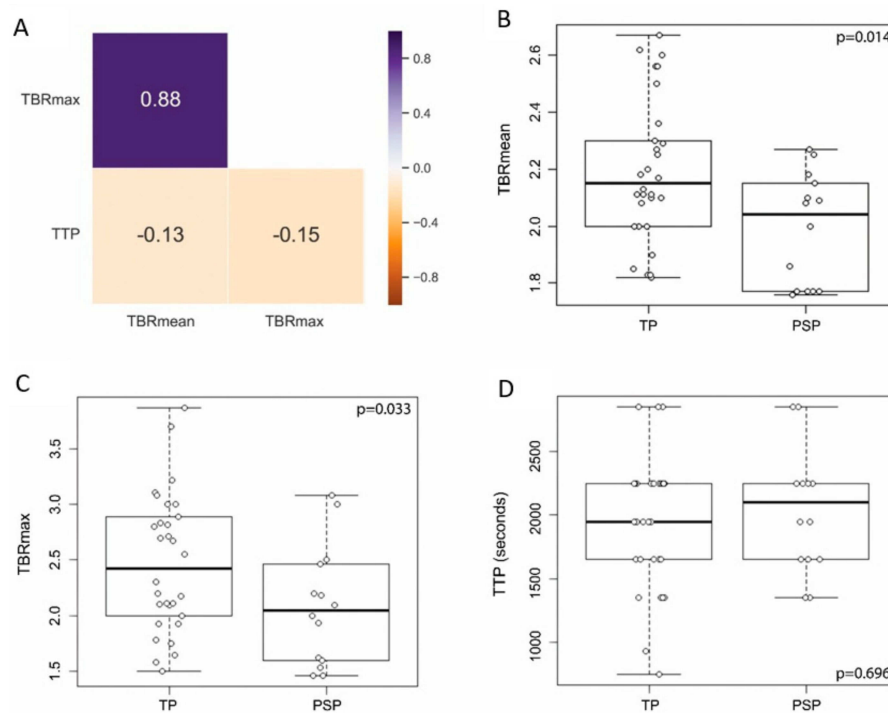 A
TBRmax
TTP
0.88
-0.13
-0.15
TBRmean
TBRmax
0.8
0.4
0.0
-0.4
-0.8
B
p=0.014
TBRmean
2.6
2.2
2.0
1.8
TP
PSP
C
p=0.033
TBRmax
3.5
3.0
2.5
2.0
1.5
TP
PSP
D
TTP (seconds)
2500
2000
1500
1000
p=0.696
TP
PSP